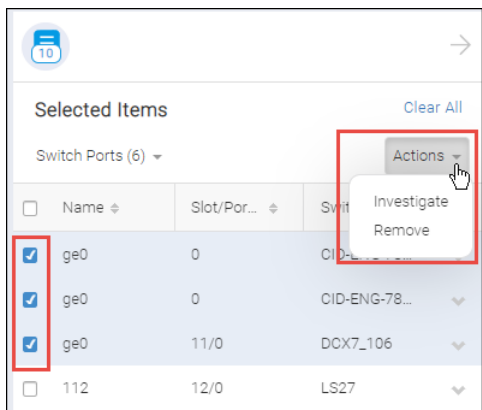 10
Selected Items
Clear All
Switch Ports (6)
Actions
Investigate
Remove
Name
Slot/Por...
ge0
0
ge0
0
CID-ENG-78...
ge0
11/0
DCX7_106
112
12/0
LS27